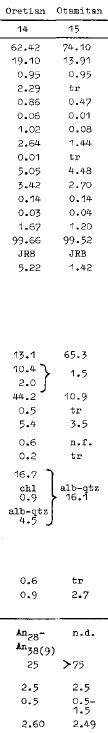 Oretian Otamitan
14 15
62.42 74.10
19.10 13.91
0.95 0.95
2.29 tr
0.86 0.47
0.06 0.01
1.02 0.08
2.64 1.44
0.01 tr
5.05 4.48
3.42 2.70
0.14 0.14
0.03 0.04
1.67 1.20
99.66 99.52
JRB JRB
5.22 1.42
13.1 65.3
10.4 1.5
2.0
44.2 10.9
0.5 tr
5.4 3.5
0.6 n.f.
0.2 tr
16.7
chl alb-qtz
0.9 16.1
alb-qtz
4.5
0.6 tr
0.9 2.7
An28- n.d.
An38(9)
25 >75
2.5 2.5
0.5 0.5-
1.5
2.60 2.49